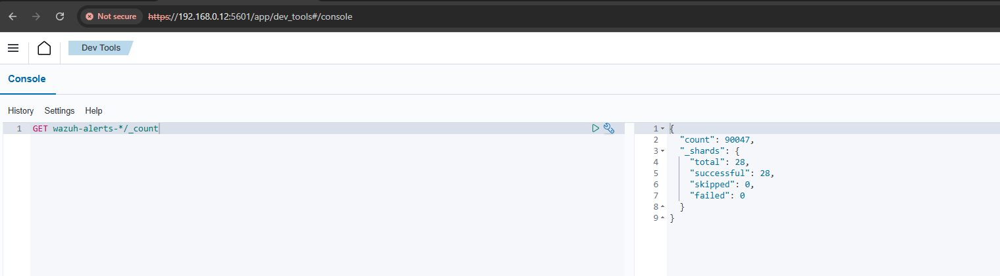 Not secure https://192.168.0.12:5601/app/dev_tools#/console
Dev Tools
Console
History Settings Help
1 GET wazuh-alerts-*/_count
1 {
2 "count": 90047,
3 "_shards": {
4 "total": 28,
5 "successful": 28,
6 "skipped": 0,
7 "failed": 0
8 }
9 }